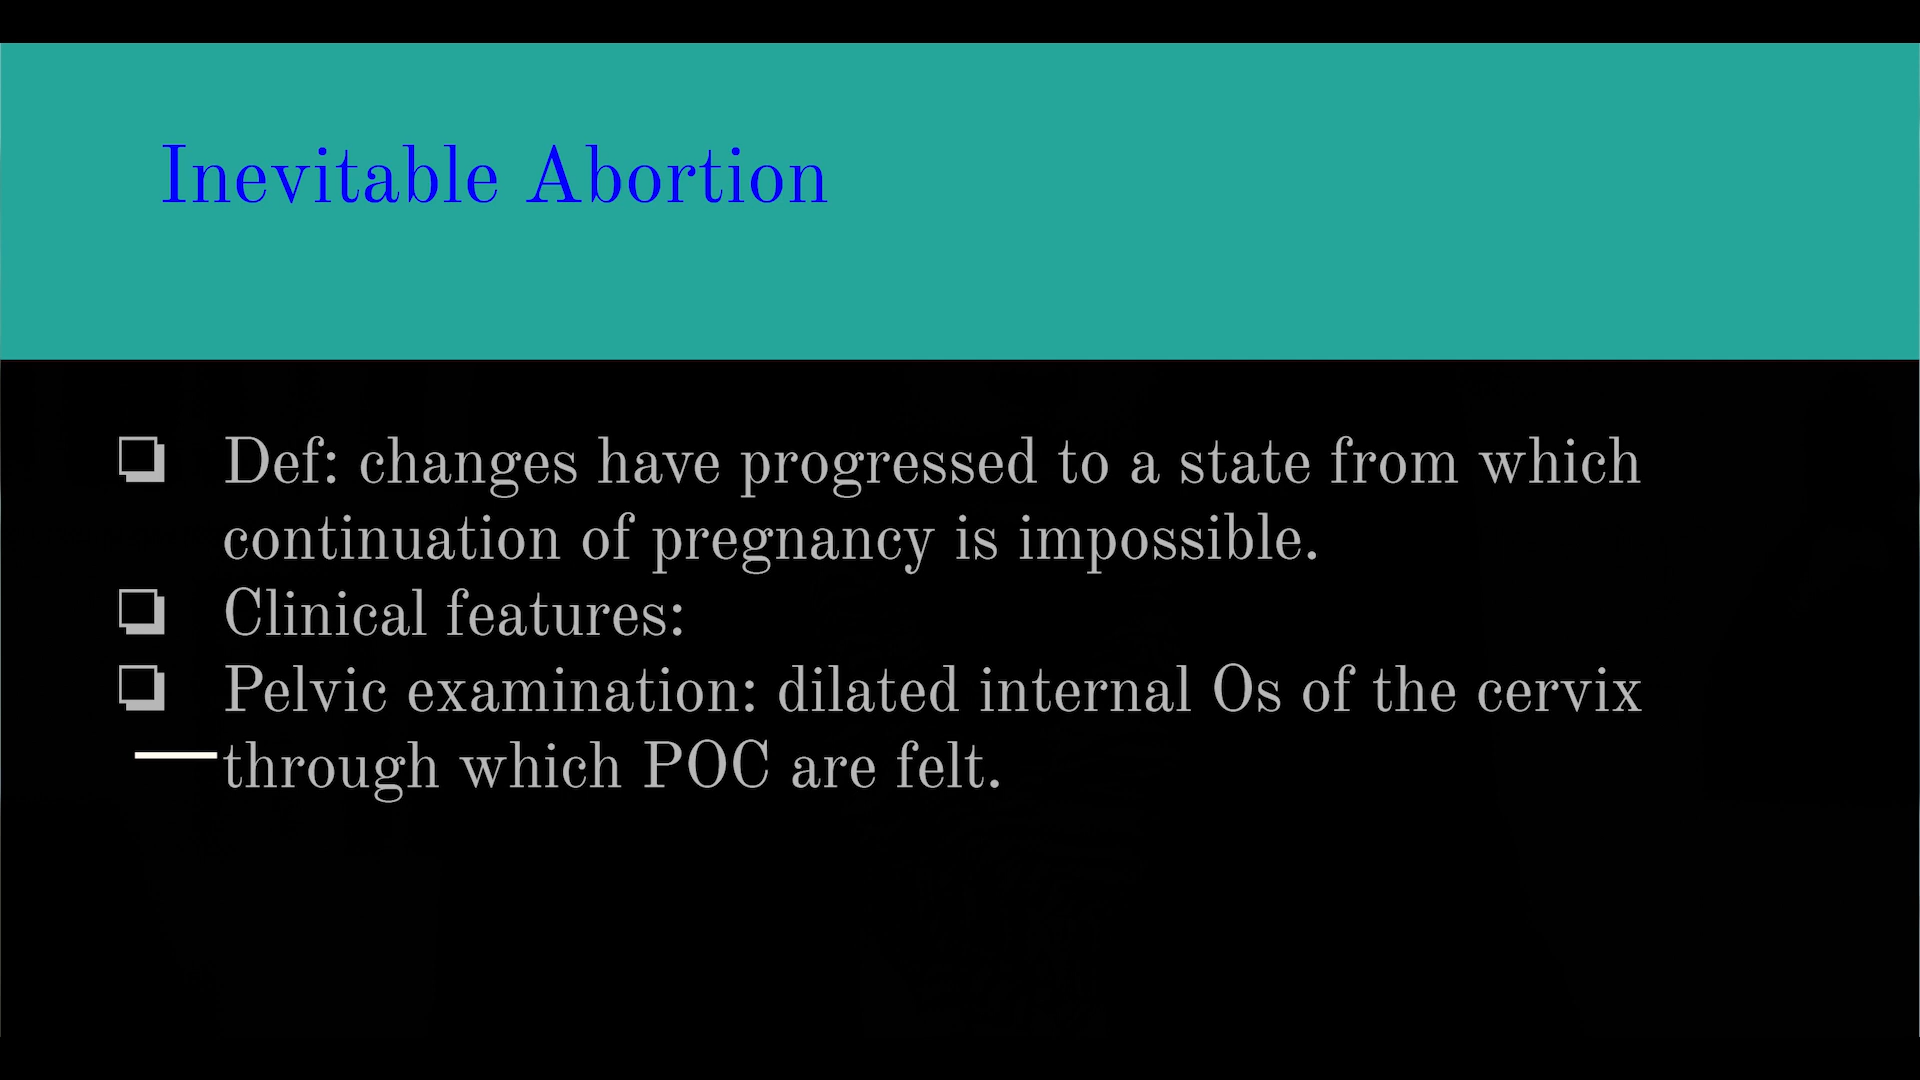 Inevitable Abortion
❏ Def: changes have progressed to a state from which
continuation of pregnancy is impossible.
❏ Clinical features:
❏ Pelvic examination: dilated internal Os of the cervix
through which POC are felt.